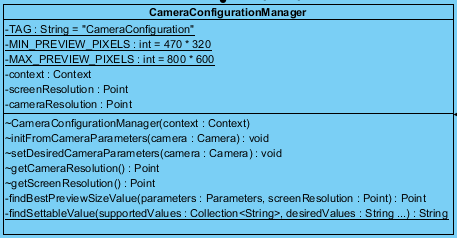 CameraConfigurationManager
-TAG : String = "CameraConfiguration"
-MIN_PREVIEW_PIXELS : int = 470 * 320
-MAX_PREVIEW_PIXELS : int = 800 * 600
-context : Context
-screenResolution : Point
-cameraResolution : Point
~CameraConfigurationManager(context : Context)
~initFromCameraParameters(camera : Camera) : void
~setDesiredCameraParameters(camera : Camera) : void
~getCameraResolution() : Point
~getScreenResolution() : Point
-findBestPreviewSizeValue(parameters : Parameters, screenResolution : Point) : Point
-findSettableValue(supportedValues : Collection<String>, desiredValues : String ...) : String